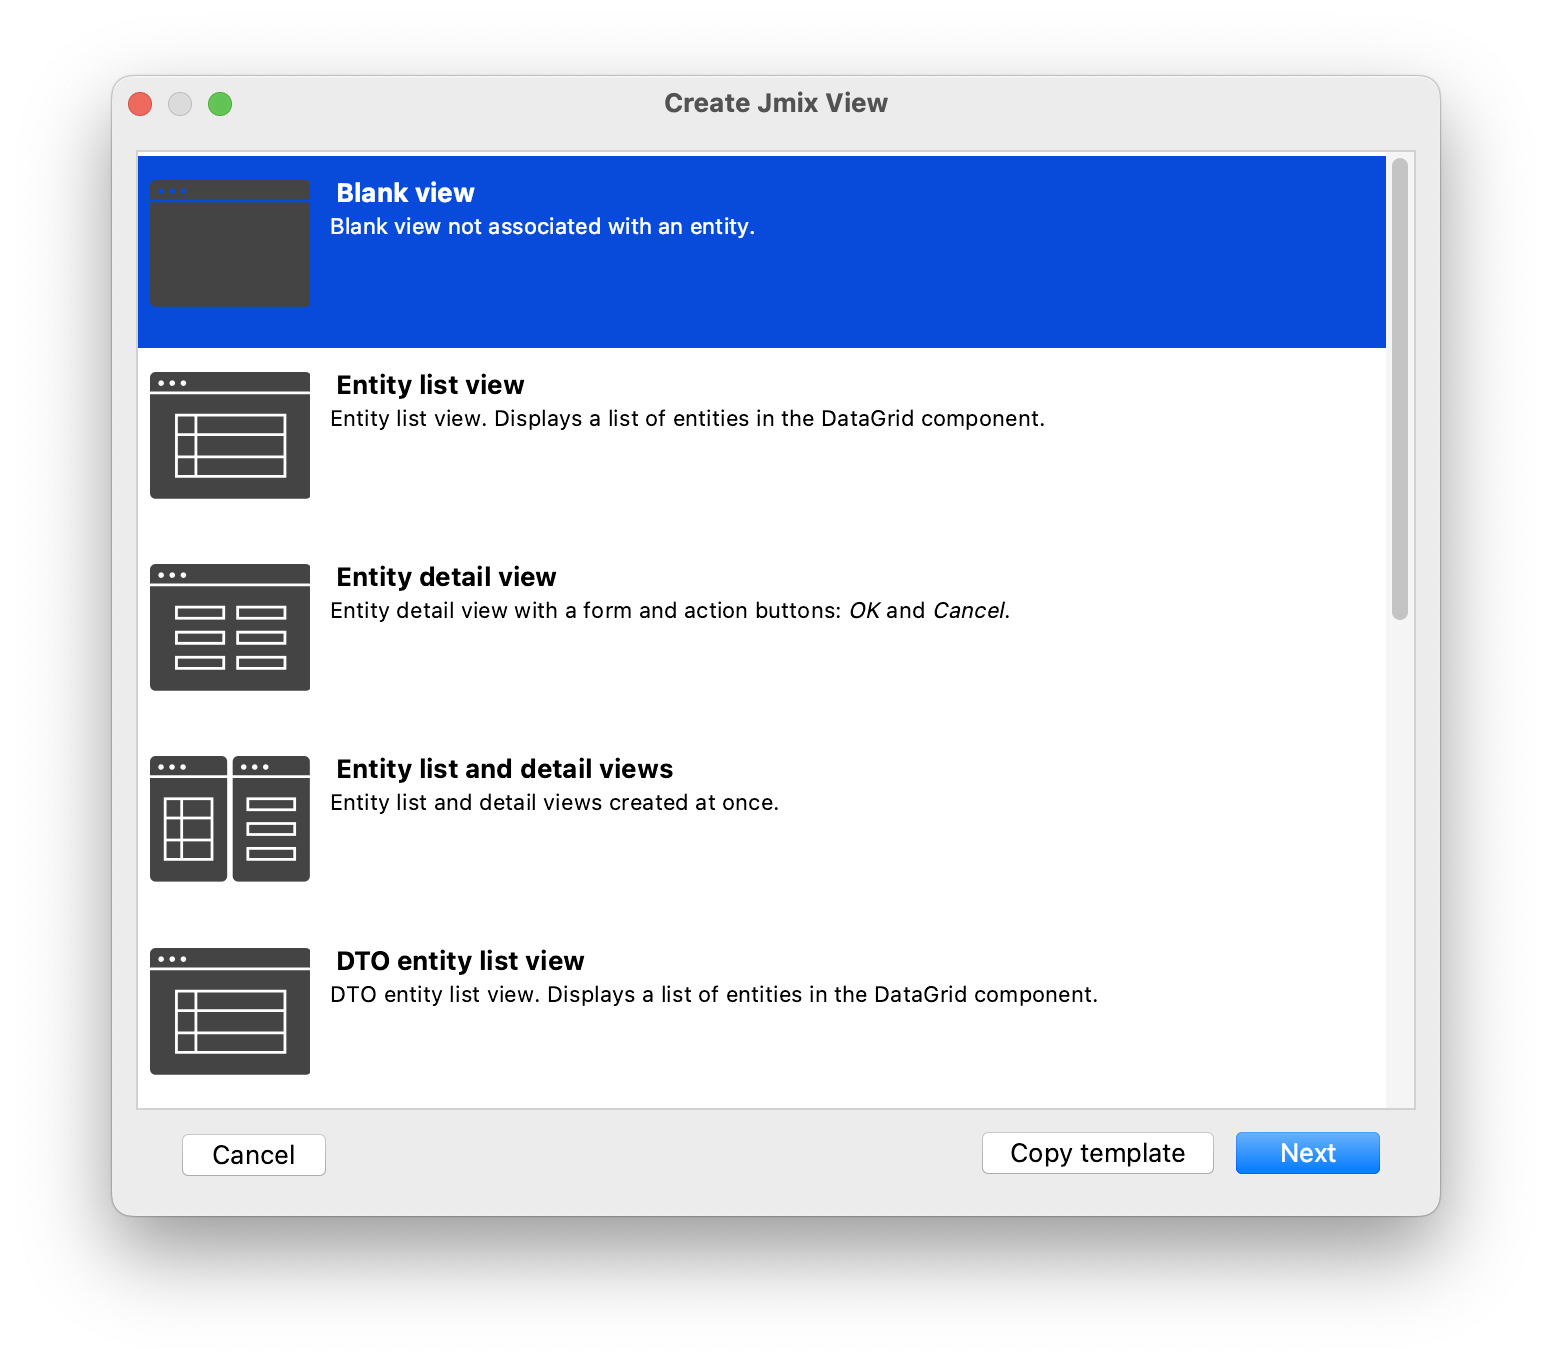 Create Jmix View
Blank view
Blank view not associated with an entity.
Entity list view
Entity list view. Displays a list of entities in the DataGrid component.
Entity detail view
Entity detail view with a form and action buttons: OK and Cancel.
Entity list and detail views
Entity list and detail views created at once.
DTO entity list view
DTO entity list view. Displays a list of entities in the DataGrid component.
Cancel
Copy template
Next